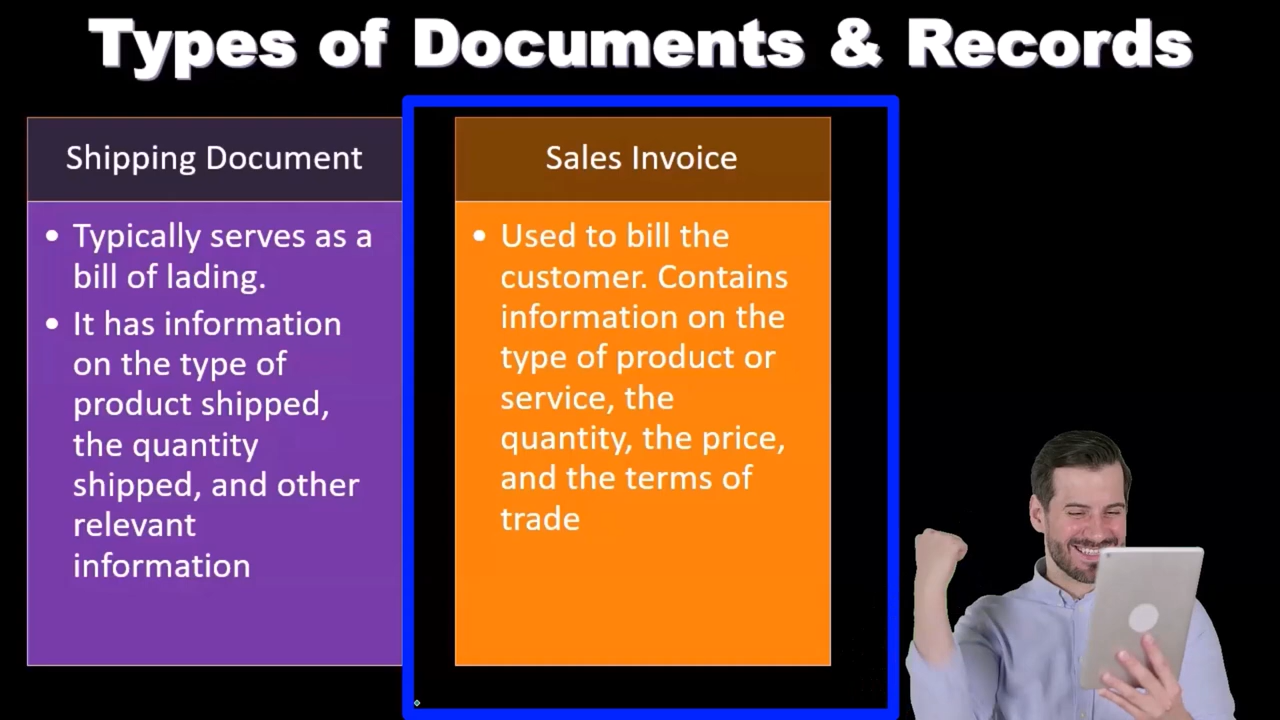 Types of Documents & Records
Shipping Document
• Typically serves as a
bill of lading.
• It has information
on the type of
product shipped,
the quantity
shipped, and other
relevant
information
Sales Invoice
• Used to bill the
customer. Contains
information on the
type of product or
service, the
quantity, the price,
and the terms of
trade